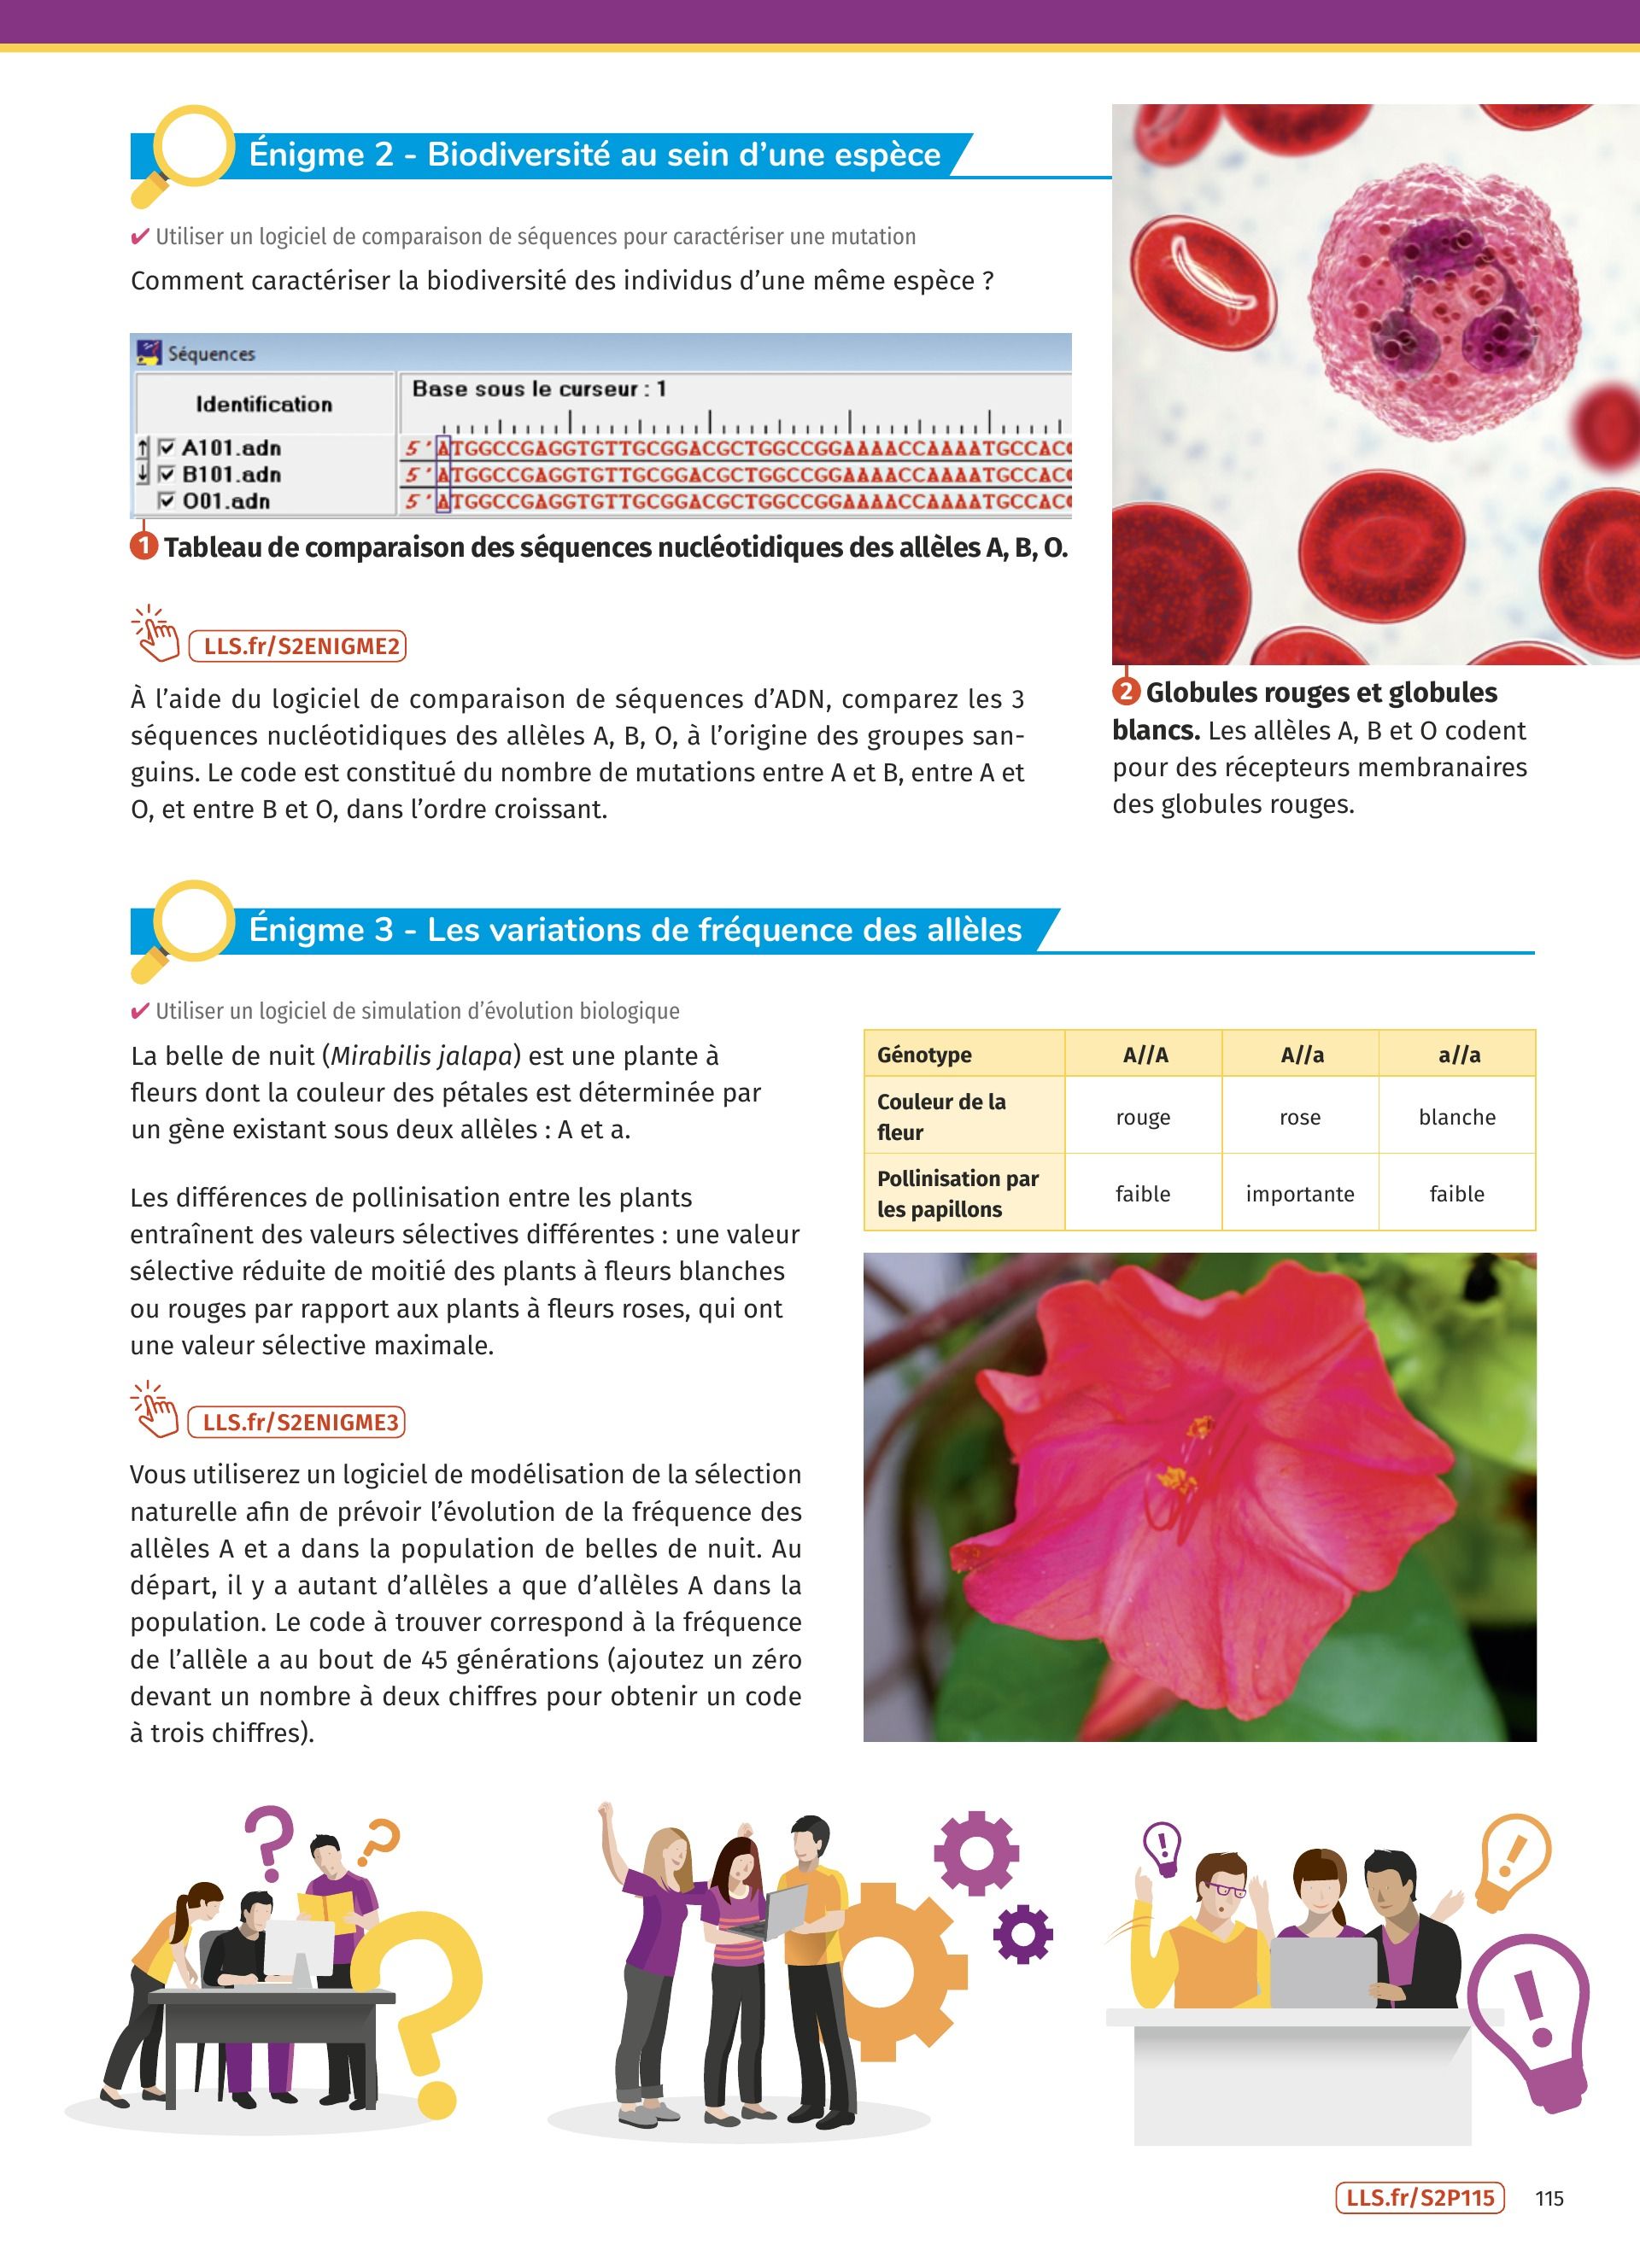 Énigme 2 - Biodiversité au sein d'une espèce
✔ Utiliser un logiciel de comparaison de séquences pour caractériser une mutation
Comment caractériser la biodiversité des individus d'une même espèce ?
Séquences
Identification
Base sous le curseur : 1
A101.adn 5' ATGGCCGAGGTGTTGCGGACGCTGGCCGGAAAACCAAAATGCCAC
B101.adn 5' ATGGCCGAGGTGTTGCGGACGCTGGCCGGAAAACCAAAATGCCAC
O01.adn 5' ATGGCCGAGGTGTTGCGGACGCTGGCCGGAAAACCAAAATGCCAC
1 Tableau de comparaison des séquences nucléotidiques des allèles A, B, O.
LLS.fr/S2ENIGME2
À l'aide du logiciel de comparaison de séquences d'ADN, comparez les 3
séquences nucléotidiques des allèles A, B, O, à l'origine des groupes san-
guins. Le code est constitué du nombre de mutations entre A et B, entre A et
O, et entre B et O, dans l'ordre croissant.
2 Globules rouges et globules
blancs. Les allèles A, B et O codent
pour des récepteurs membranaires
des globules rouges.
Énigme 3 - Les variations de fréquence des allèles
✔ Utiliser un logiciel de simulation d'évolution biologique
La belle de nuit (Mirabilis jalapa) est une plante à
fleurs dont la couleur des pétales est déterminée par
un gène existant sous deux allèles : A et a.
Les différences de pollinisation entre les plants
entraînent des valeurs sélectives différentes : une valeur
sélective réduite de moitié des plants à fleurs blanches
ou rouges par rapport aux plants à fleurs roses, qui ont
une valeur sélective maximale.
LLS.fr/S2ENIGME3
Vous utiliserez un logiciel de modélisation de la sélection
naturelle afin de prévoir l'évolution de la fréquence des
allèles A et a dans la population de belles de nuit. Au
départ, il y a autant d'allèles a que d'allèles A dans la
population. Le code à trouver correspond à la fréquence
de l'allèle a au bout de 45 générations (ajoutez un zéro
devant un nombre à deux chiffres pour obtenir un code
à trois chiffres).
Génotype A//A A//a a//a
Couleur de la
fleur
rouge rose blanche
Pollinisation par
les papillons
faible importante faible
LLS.fr/S2P115 115